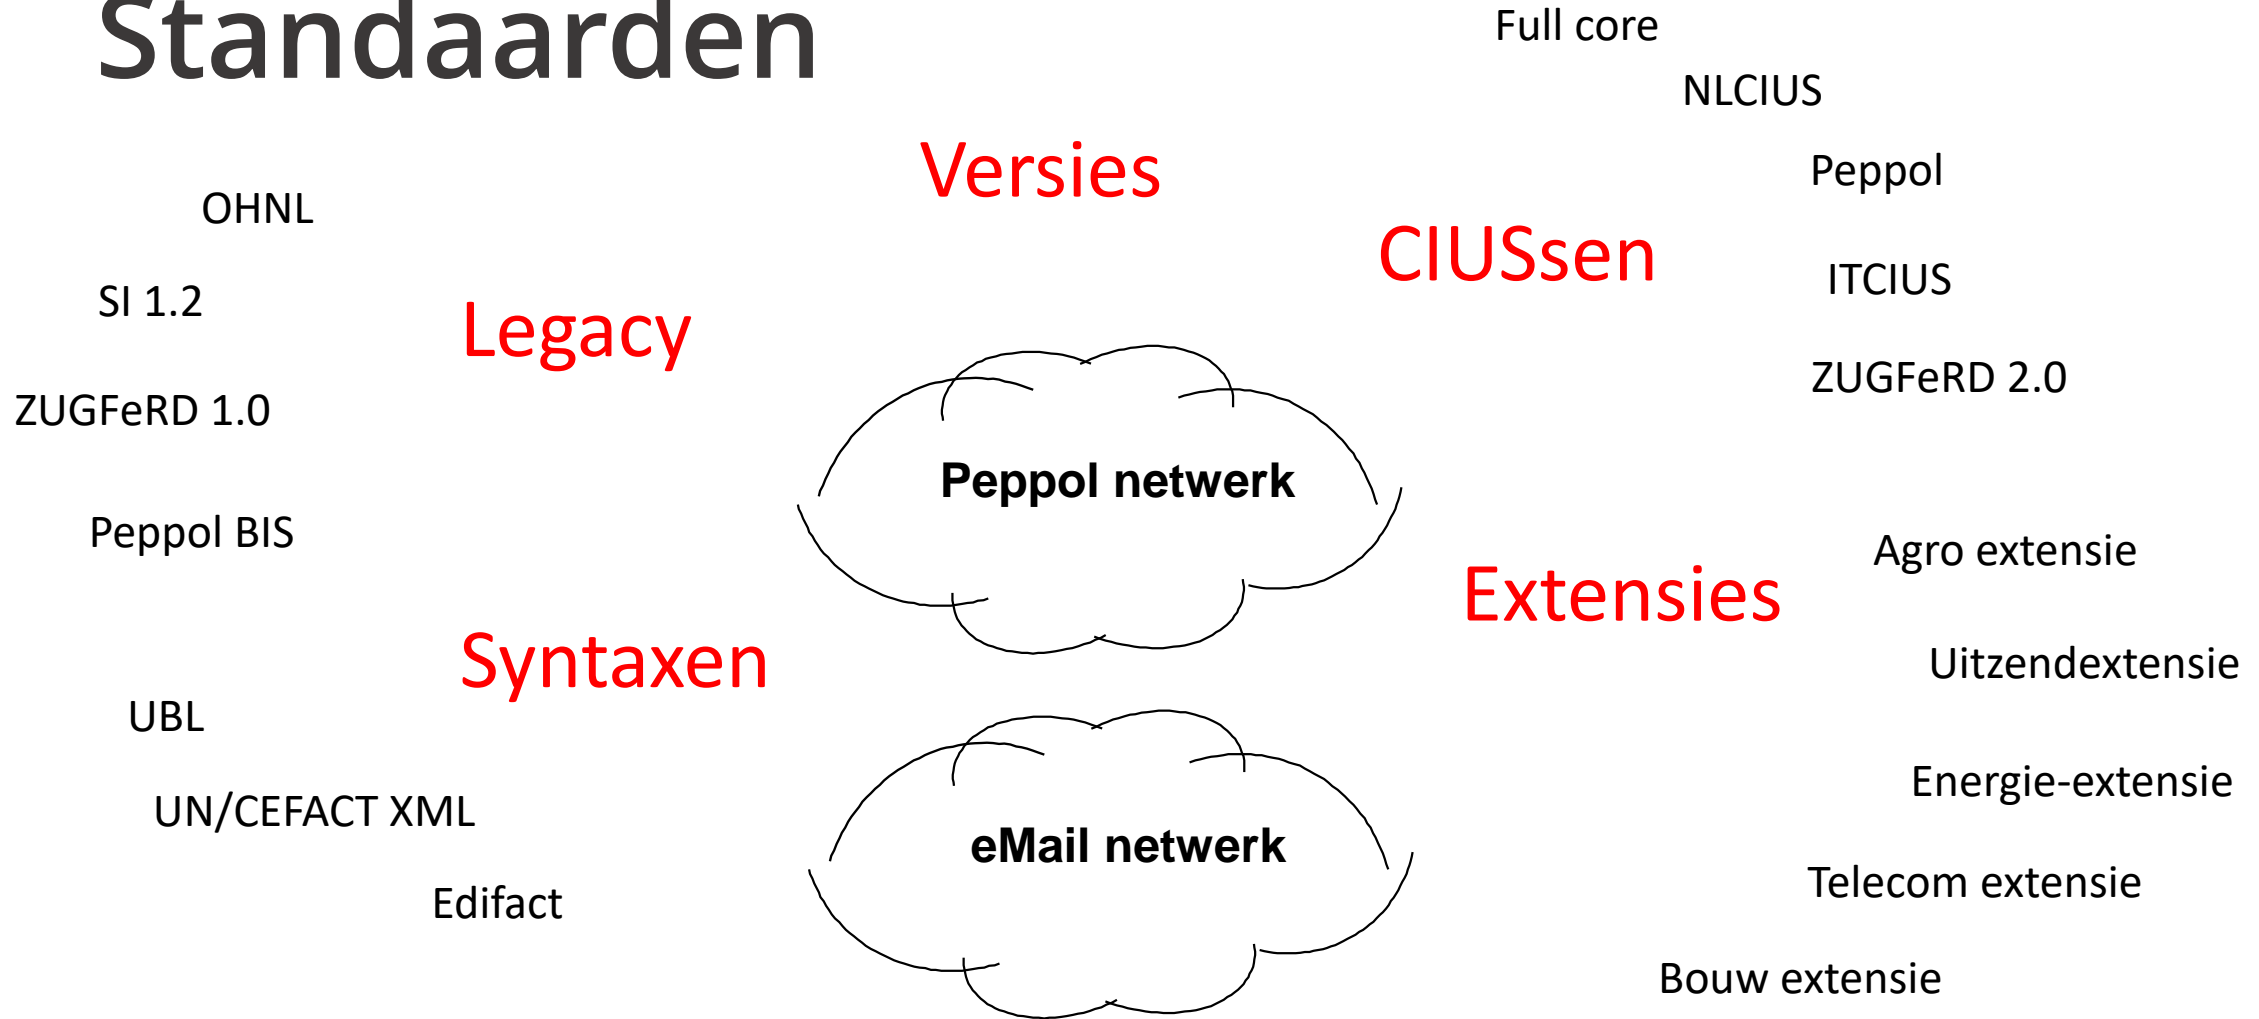 Standaarden
Full core
NLCIUS
Versies
Peppol
OHNL
CIUSsen
ITCIUS
SI 1.2
Legacy
ZUGFeRD 2.0
ZUGFeRD 1.0
Peppol netwerk
Peppol BIS
Agro extensie
Extensies
Syntaxen
Uitzendextensie
UBL
Energie-extensie
UN/CEFACT XML
eMail netwerk
Telecom extensie
Edifact
Bouw extensie